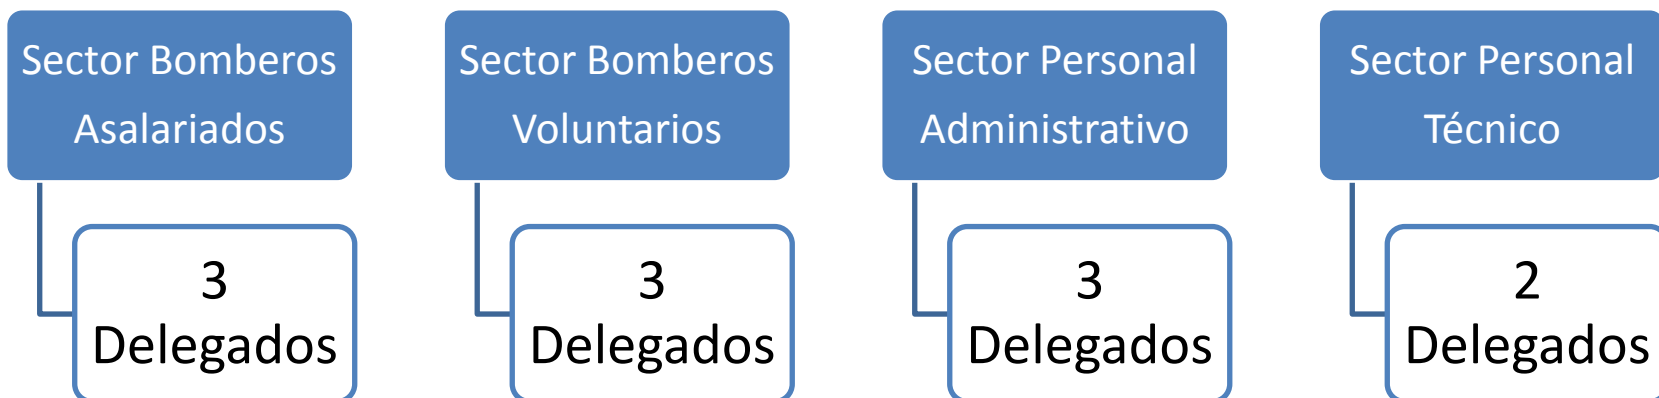 Sector Bomberos
Asalariados
3
Delegados
Sector Bomberos
Voluntarios
3
Delegados
Sector Personal
Administrativo
3
Delegados
Sector Personal
Técnico
2
Delegados